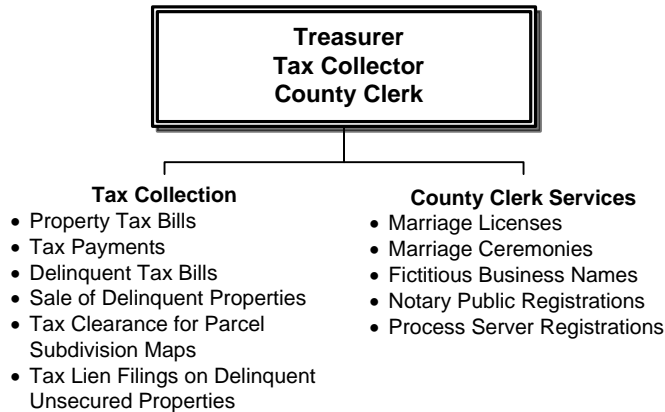 Treasurer
Tax Collector
County Clerk
Tax Collection
• Property Tax Bills
• Tax Payments
• Delinquent Tax Bills
• Sale of Delinquent Properties
• Tax Clearance for Parcel
Subdivision Maps
• Tax Lien Filings on Delinquent
Unsecured Properties
County Clerk Services
• Marriage Licenses
• Marriage Ceremonies
• Fictitious Business Names
• Notary Public Registrations
• Process Server Registrations